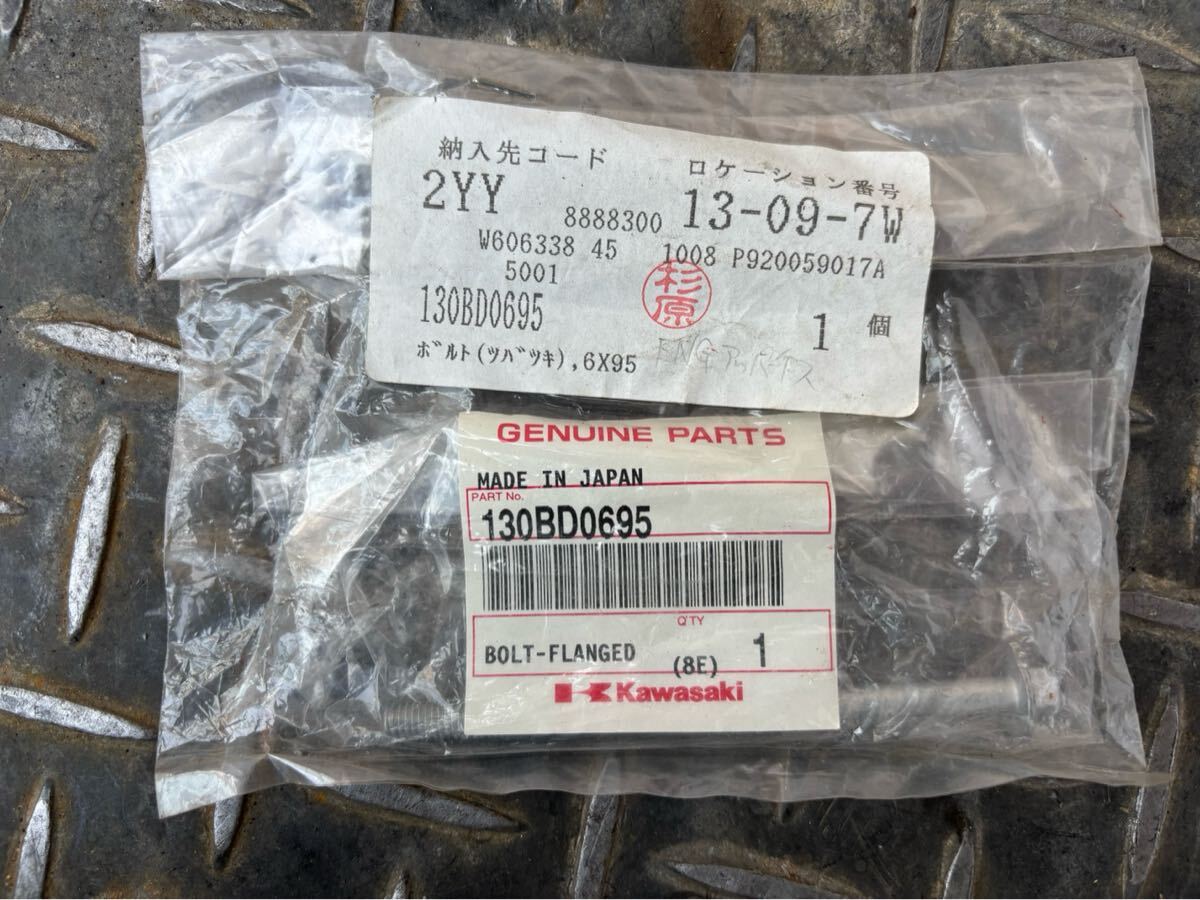 納入先コード ロケーション番号
2YY 8888300 13-09-7W
W606338 45 1008 P920059017A
5001
杉原
130BD0695 1 個
ボルト(ツバツキ),6X95
GENUINE PARTS
MADE IN JAPAN
PART No.
130BD0695
Q'TY
BOLT-FLANGED (8E) 1
Kawasaki